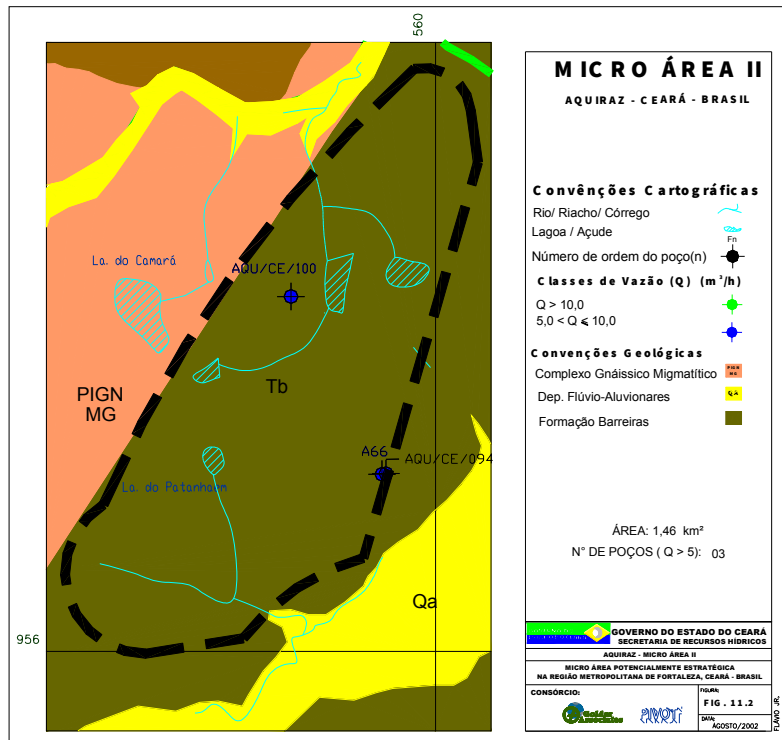 560
La. do Camará
AQU/CE/100
PIGN
MG
Tb
A66
AQU/CE/094
La. do Patanhaem
Qa
956
MICRO ÁREA II
AQUIRAZ - CEARÁ - BRASIL
Convênções Cartográficas
Rio/ Riacho/ Córrego
Lagoa / Açude
Fn
Número de ordem do poço(n)
Classes de Vazão (Q) (m³/h)
Q > 10,0
5,0 < Q ⩽ 10,0
Convenções Geológicas
Complexo Gnáissico Migmatítico
PIGN
MG
Dep. Flúvio-Aluvionares
QA
Formação Barreiras
ÁREA: 1,46 km²
N° DE POÇOS ( Q > 5): 03
GOVERNO DO ESTADO DO CEARÁ
SECRETARIA DE RECURSOS HÍDRICOS
AQUIRAZ - MICRO ÁREA II
MICRO ÁREA POTENCIALMENTE ESTRATÉGICA
NA REGIÃO METROPOLITANA DE FORTALEZA, CEARÁ - BRASIL
CONSÓRCIO:
Golder
Associates
PIVOT
FIGURA:
FIG. 11.2
DATA:
AGOSTO/2002
FLÁVIO JR.